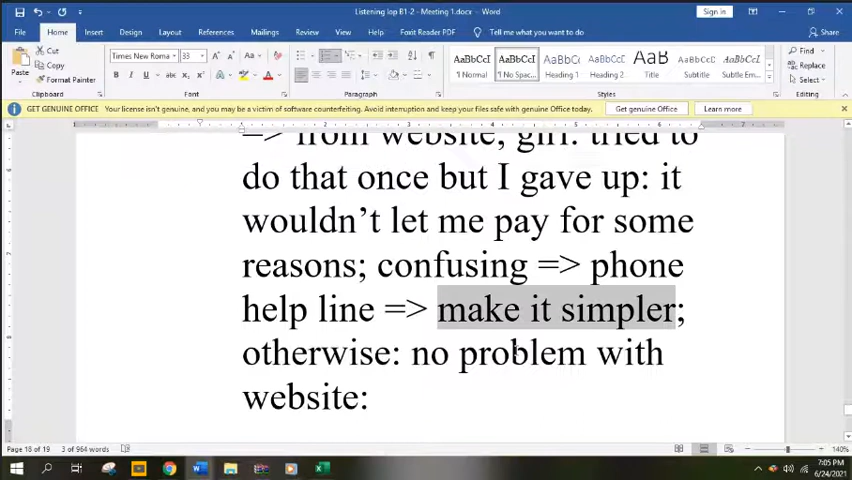 Listening lop B1-2 - Meeting 1.docx - Word
Sign in
File Home Insert Design Layout References Mailings Review View Help Foxit Reader PDF Tell me what you want to do Share
Paste
Cut
Copy
Format Painter
Clipboard
Times New Roma 33
Font
Paragraph
AaBbCcI AaBbCcI AaBbC AaBbCcC AaB AaBbCcD AaBbCcI
¶ Normal ¶ No Spac... Heading 1 Heading 2 Title Subtitle Subtle Em...
Styles
Find
Replace
Select
Editing
GET GENUINE OFFICE Your license isn't genuine, and you may be a victim of software counterfeiting. Avoid interruption and keep your files safe with genuine Office today. Get genuine Office Learn more
=> from website, girl: tried to
do that once but I gave up: it
wouldn't let me pay for some
reasons; confusing => phone
help line => make it simpler;
otherwise: no problem with
website:
Page 18 of 19 3 of 964 words 140%
7:05 PM
6/24/2021